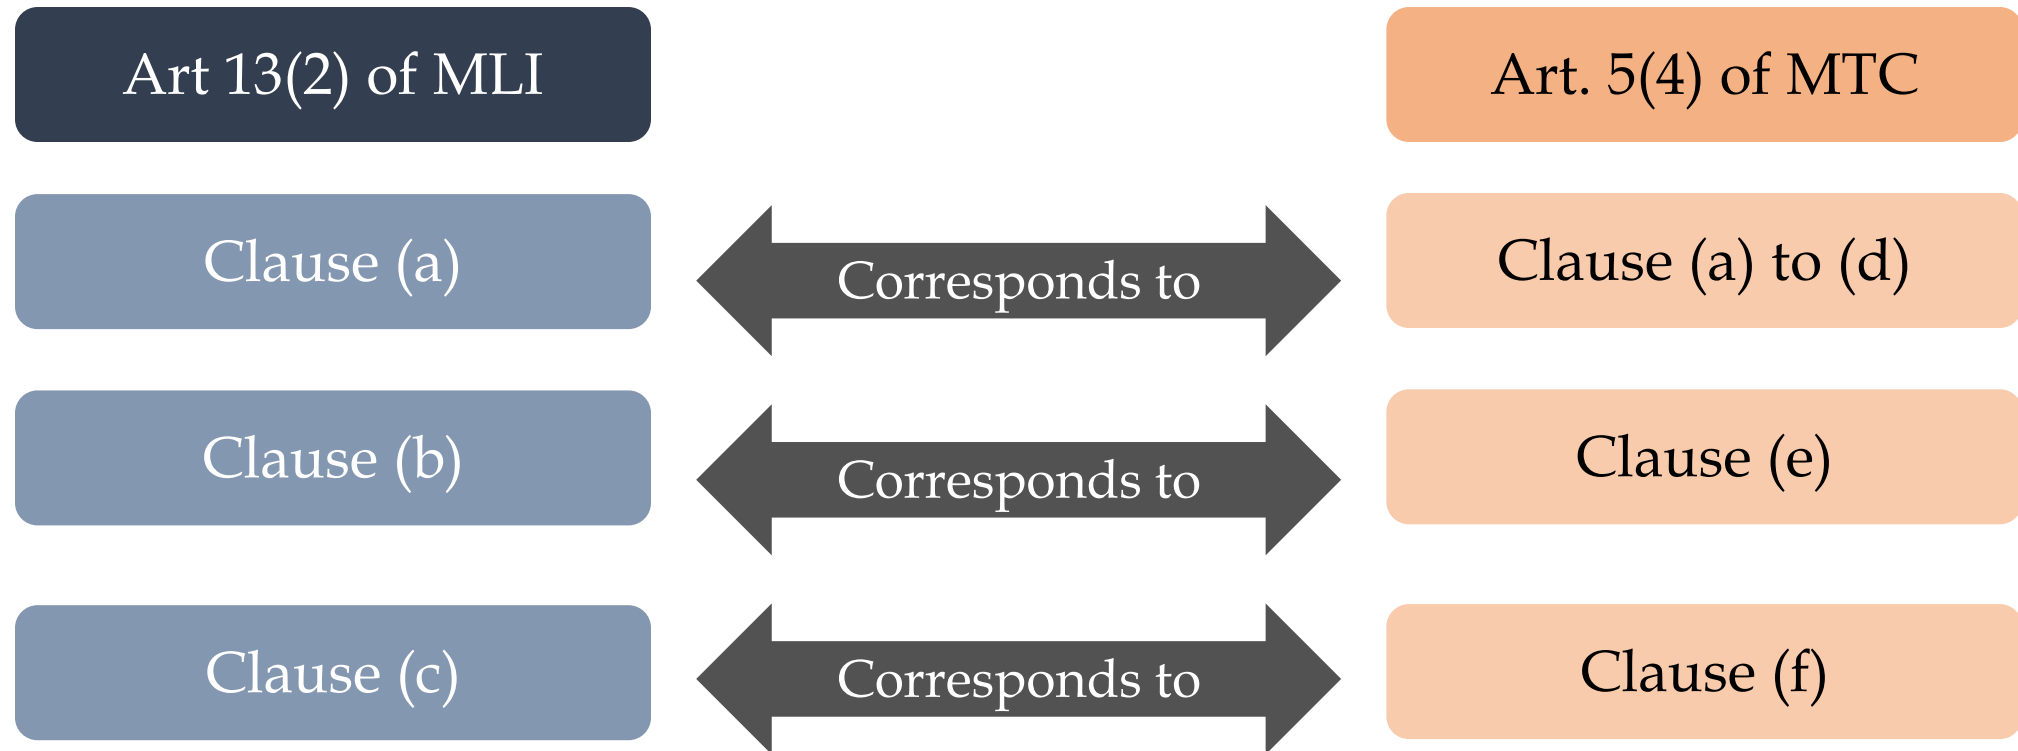 Art 13(2) of MLI
Art. 5(4) of MTC
Clause (a)
Corresponds to
Clause (a) to (d)
Clause (b)
Corresponds to
Clause (e)
Clause (c)
Corresponds to
Clause (f)